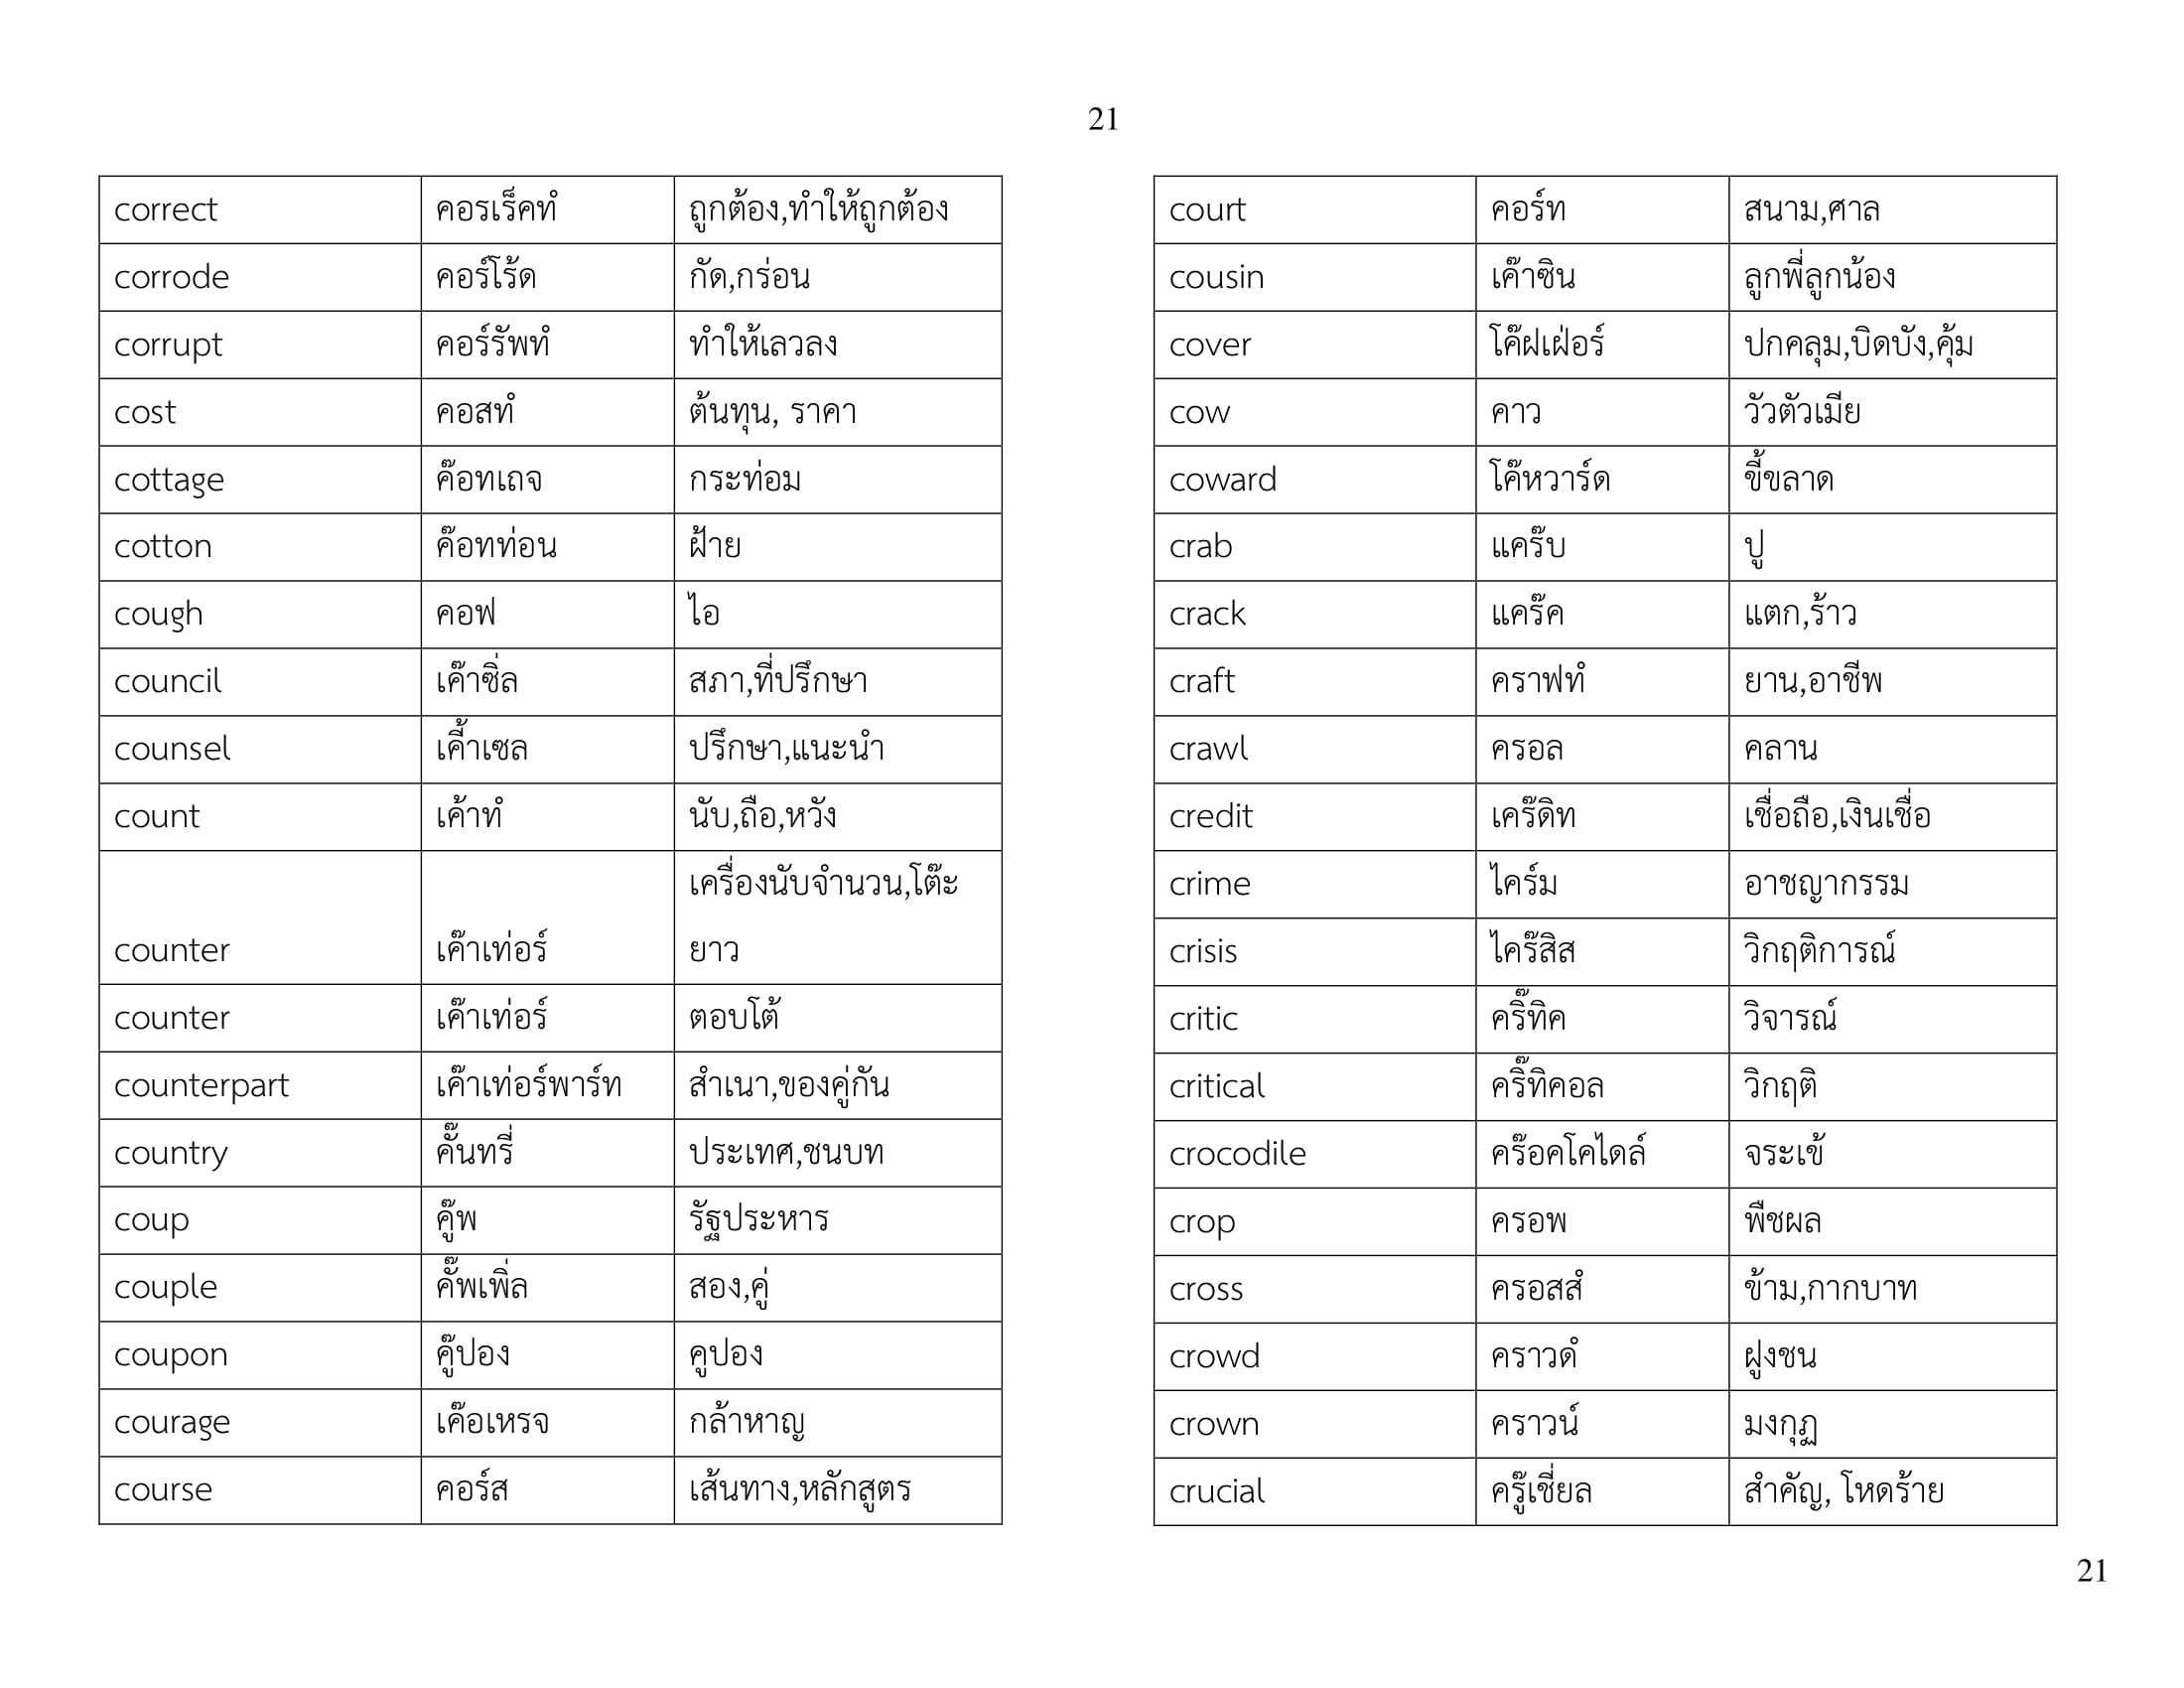 21
correct คอรเร็คทํ ถูกต้อง,ทำให้ถูกต้อง
corrode คอร์โร้ด กัด,กร่อน
corrupt คอร์รัพทํ ทำให้เลวลง
cost คอสทํ ต้นทุน, ราคา
cottage ค๊อทเถจ กระท่อม
cotton ค๊อทท่อน ฝ้าย
cough คอฟ ไอ
council เค๊าซิ่ล สภา,ที่ปรึกษา
counsel เคี้าเซล ปรึกษา,แนะนำ
count เค้าทํ นับ,ถือ,หวัง
เครื่องนับจำนวน,โต๊ะ
counter เค๊าเท่อร์ ยาว
counter เค๊าเท่อร์ ตอบโต้
counterpart เค๊าเท่อร์พาร์ท สำเนา,ของคู่กัน
country คั๊นทรี่ ประเทศ,ชนบท
coup คู๊พ รัฐประหาร
couple คั๊พเพิ่ล สอง,คู่
coupon คู๊ปอง คูปอง
courage เค๊อเหรจ กล้าหาญ
course คอร์ส เส้นทาง,หลักสูตร
court คอร์ท สนาม,ศาล
cousin เค๊าซิน ลูกพี่ลูกน้อง
cover โค๊ฝเฝ่อร์ ปกคลุม,บิดบัง,คุ้ม
cow คาว วัวตัวเมีย
coward โค๊หวาร์ด ขี้ขลาด
crab แคร๊บ ปู
crack แคร๊ค แตก,ร้าว
craft คราฟทํ ยาน,อาชีพ
crawl ครอล คลาน
credit เคร๊ดิท เชื่อถือ,เงินเชื่อ
crime ไคร์ม อาชญากรรม
crisis ไคร๊สิส วิกฤติการณ์
critic คริ๊ทิค วิจารณ์
critical คริ๊ทิคอล วิกฤติ
crocodile คร๊อคโคไดล์ จระเข้
crop ครอพ พืชผล
cross ครอสสํ ข้าม,กากบาท
crowd คราวดํ ฝูงชน
crown คราวน์ มงกุฏ
crucial ครู๊เชี่ยล สำคัญ, โหดร้าย
21